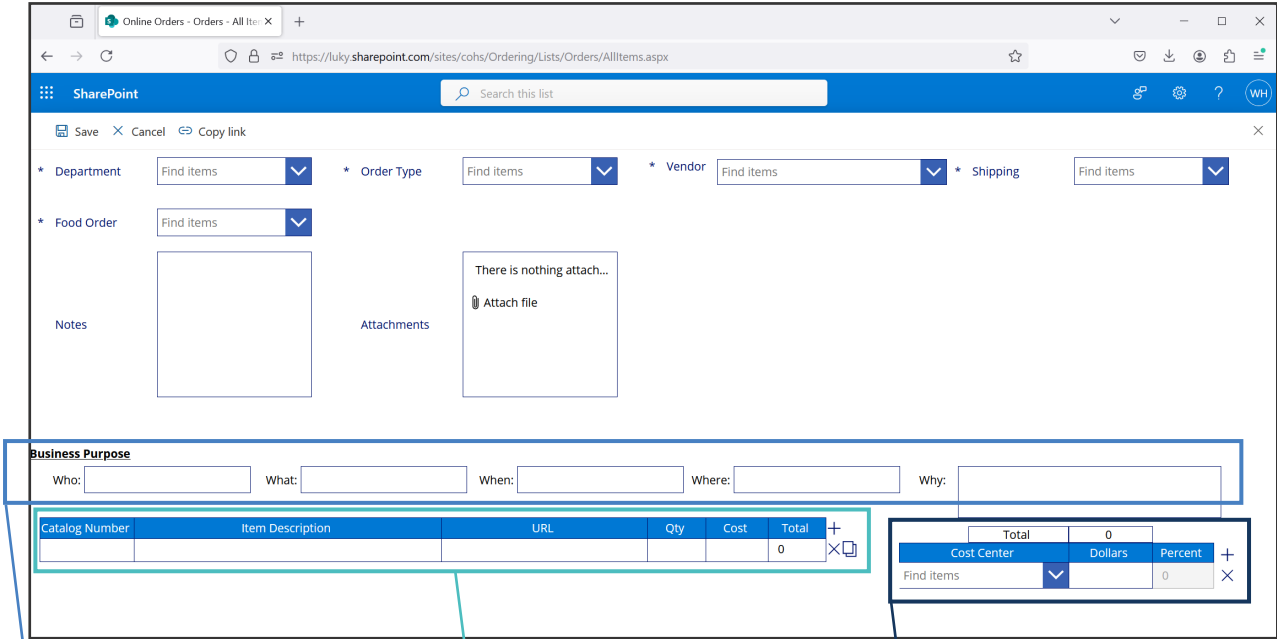 Online Orders - Orders - All Ite
https://luky.sharepoint.com/sites/cohs/Ordering/Lists/Orders/AllItems.aspx
SharePoint Search this list ? WH
Save Cancel Copy link
* Department Find items * Order Type Find items * Vendor Find items * Shipping Find items
* Food Order Find items
There is nothing attach...
Attach file
Notes Attachments
Business Purpose
Who: What: When: Where: Why:
Catalog Number Item Description URL Qty Cost Total
0
Total 0
Cost Center Dollars Percent
Find items 0